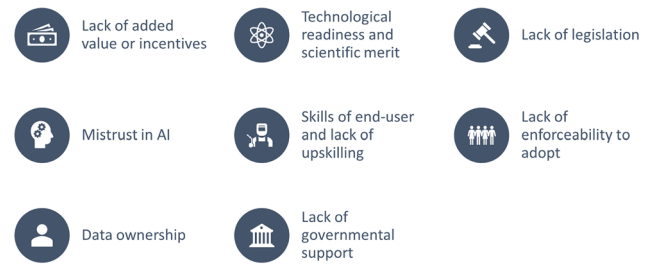 Lack of added
value or incentives
Technological
readiness and
scientific merit
Lack of legislation
Mistrust in AI
Skills of end-user
and lack of
upskilling
Lack of
enforceability to
adopt
Data ownership
Lack of
governmental
support